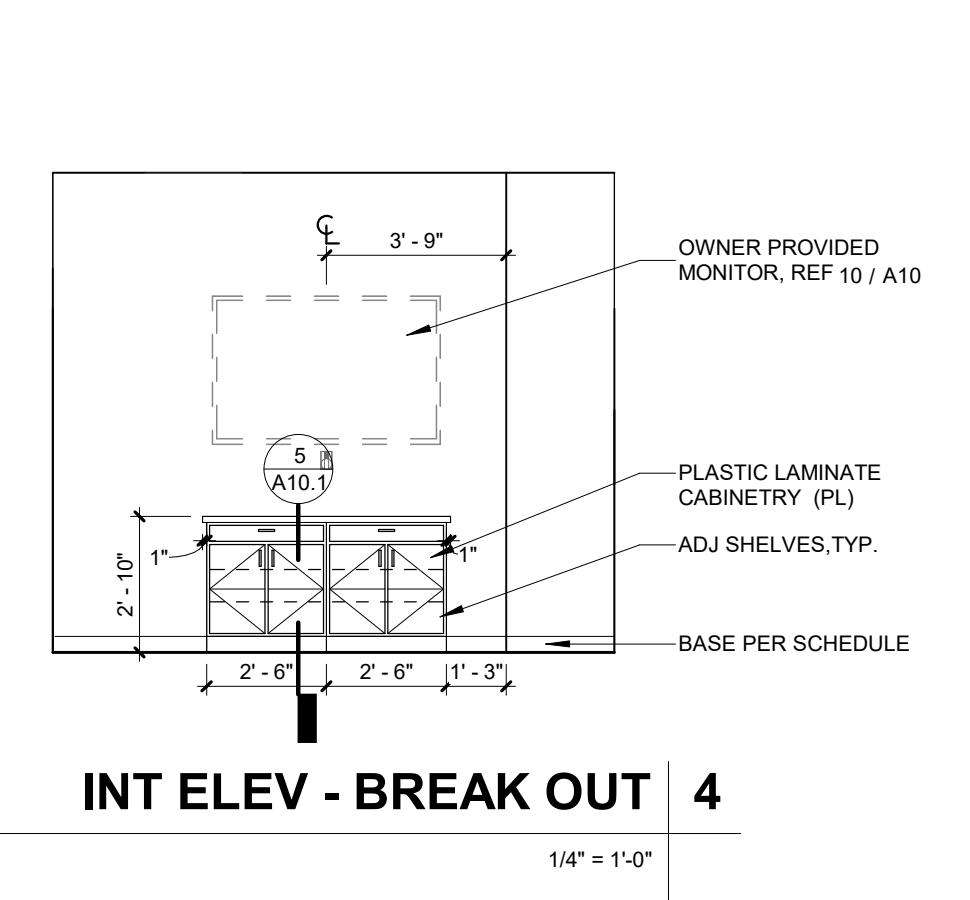 ℄
3' - 9"
OWNER PROVIDED
MONITOR, REF 10 / A10
5
A10.1
PLASTIC LAMINATE
CABINETRY (PL)
1"
1"
ADJ SHELVES,TYP.
2' - 10"
BASE PER SCHEDULE
2' - 6" 2' - 6" 1' - 3"
INT ELEV - BREAK OUT 4
1/4" = 1'-0"